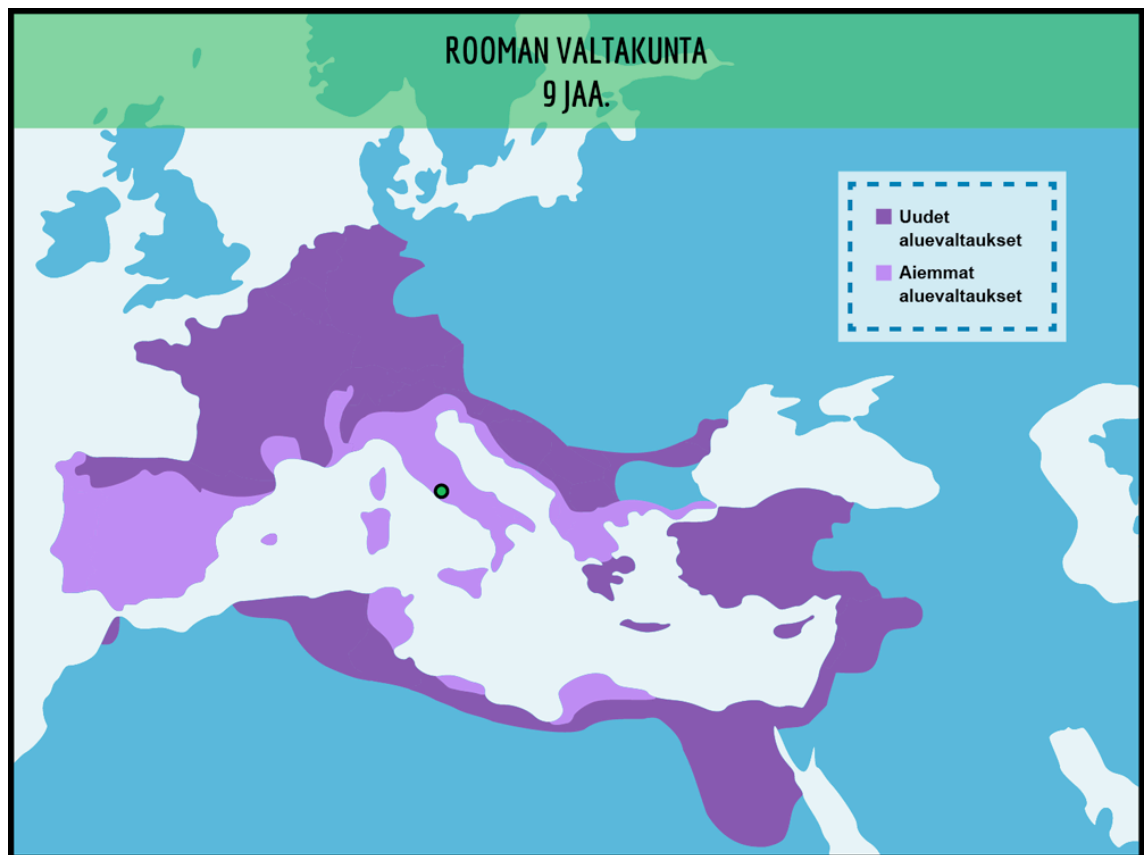 ROOMAN VALTAKUNTA
9 JAA.
Uudet
aluevaltaukset
Aiemmat
aluevaltaukset